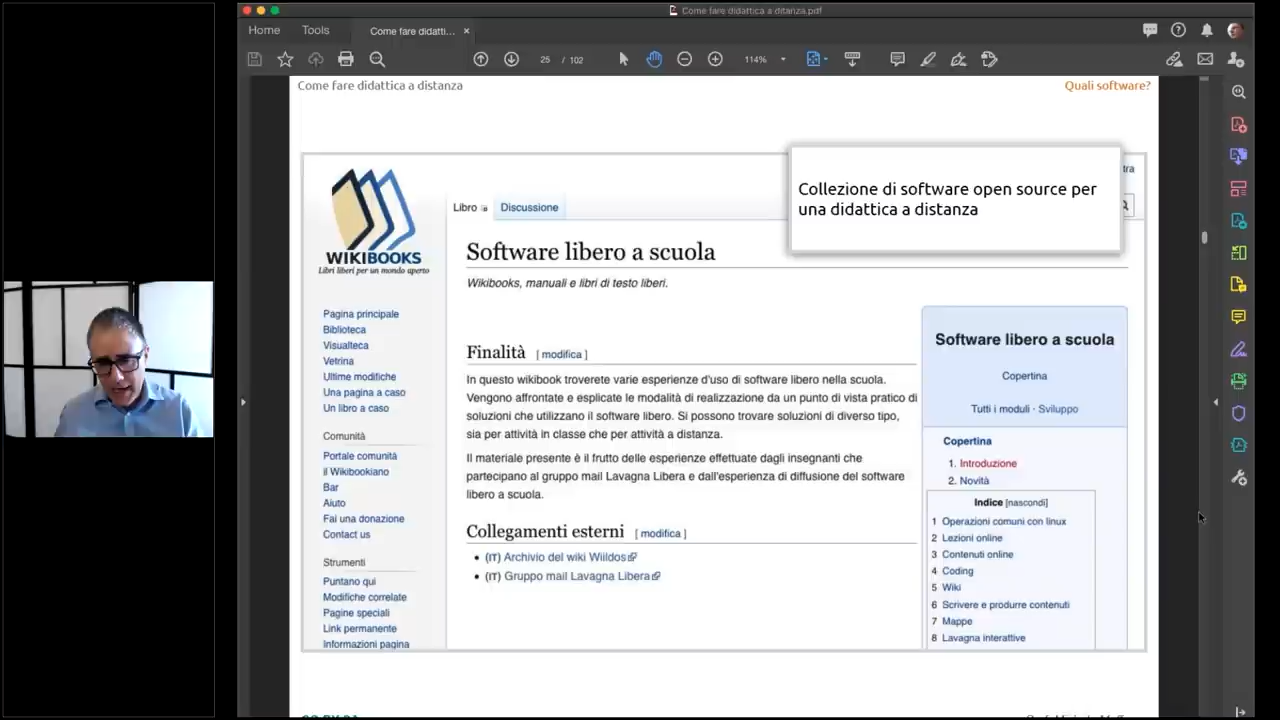 Come fare didattica a ditanza.pdf
Home
Tools
Come fare didatti...
25 / 102
114%
Come fare didattica a distanza
Quali software?
Collezione di software open source per
una didattica a distanza
tra
WIKIBOOKS
Libri liberi per un mondo aperto
Libro
Discussione
Software libero a scuola
Wikibooks, manuali e libri di testo liberi.
Pagina principale
Biblioteca
Visualteca
Vetrina
Ultime modifiche
Una pagina a caso
Un libro a caso
Comunità
Portale comunità
il Wikibookiano
Bar
Aiuto
Fai una donazione
Contact us
Strumenti
Puntano qui
Modifiche correlate
Pagine speciali
Link permanente
Informazioni pagina
Finalità [ modifica ]
In questo wikibook troverete varie esperienze d'uso di software libero nella scuola.
Vengono affrontate e esplicate le modalità di realizzazione da un punto di vista pratico di
soluzioni che utilizzano il software libero. Si possono trovare soluzioni di diverso tipo,
sia per attività in classe che per attività a distanza.
Il materiale presente è il frutto delle esperienze effettuate dagli insegnanti che
partecipano al gruppo mail Lavagna Libera e dall'esperienza di diffusione del software
libero a scuola.
Collegamenti esterni [ modifica ]
(IT) Archivio del wiki Wiildos
(IT) Gruppo mail Lavagna Libera
Software libero a scuola
Copertina
Tutti i moduli · Sviluppo
Copertina
1. Introduzione
2. Novità
Indice [nascondi]
1 Operazioni comuni con linux
2 Lezioni online
3 Contenuti online
4 Coding
5 Wiki
6 Scrivere e produrre contenuti
7 Mappe
8 Lavagna interattive